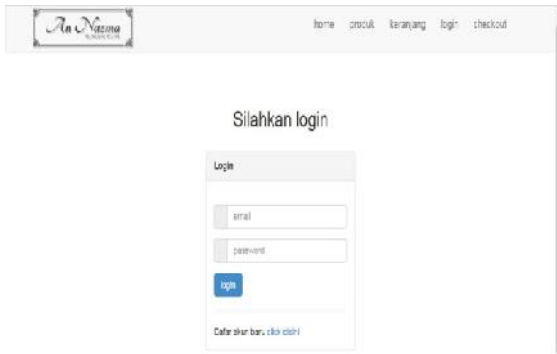 An Nazma
home produk keranjang login checkout
Silahkan login
Login
email
password
login
Daftar akun baru click disini